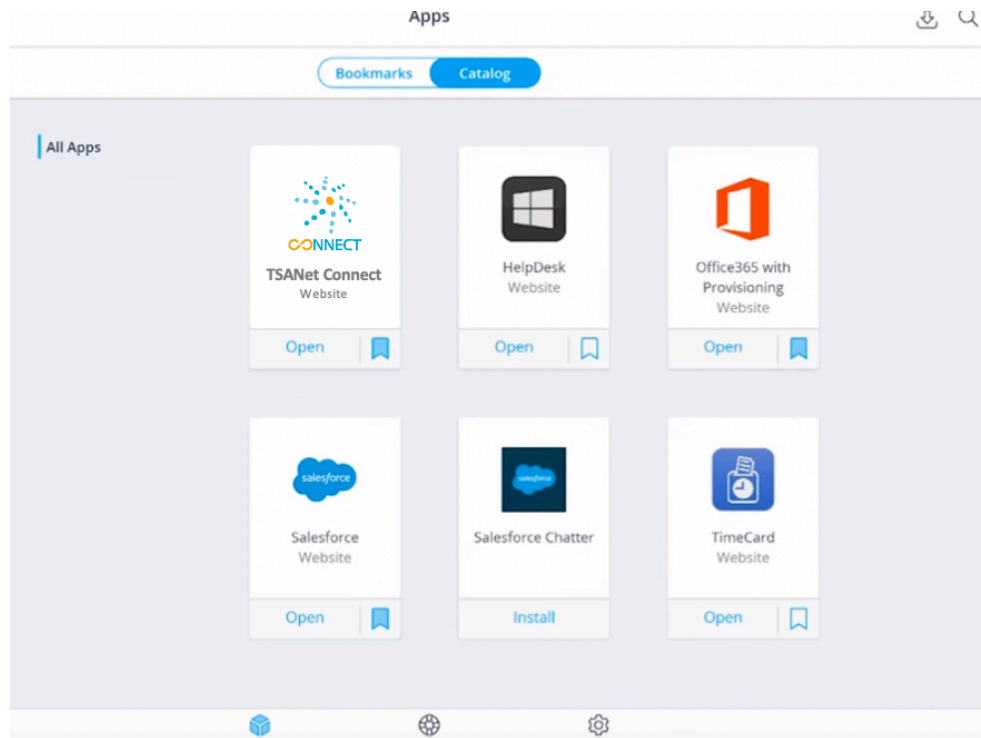 Apps
Bookmarks
Catalog
All Apps
CONNECT
TSANet Connect
Website
Open
HelpDesk
Website
Open
Office365 with
Provisioning
Website
Open
salesforce
Salesforce
Website
Open
salesforce
Salesforce Chatter
Install
TimeCard
Website
Open